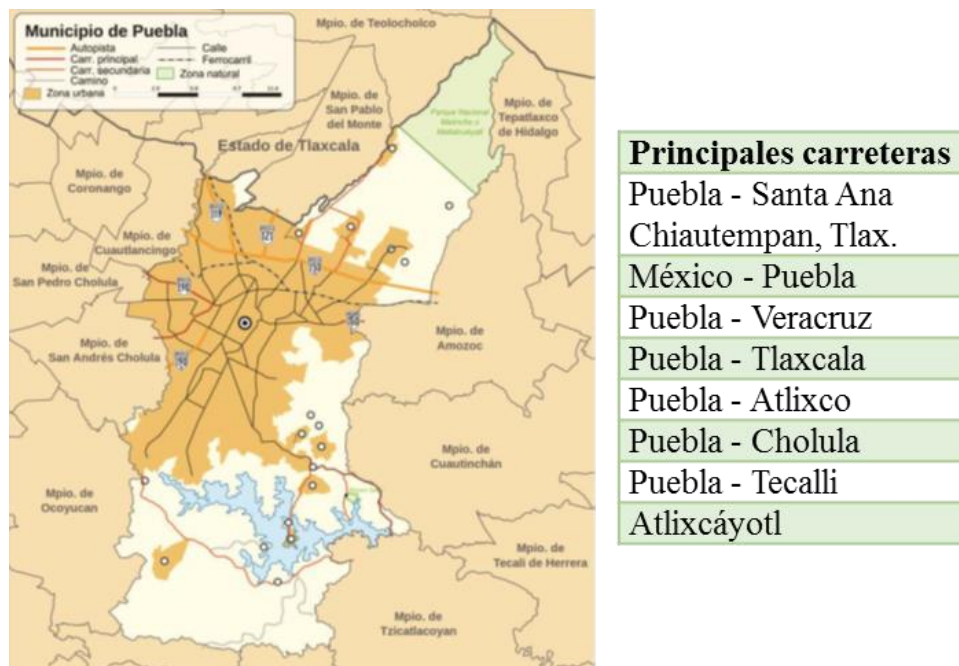 Mpio. de Teolocholco
Municipio de Puebla
Autopista
Carr. principal
Carr. secundaria
Camino
Zona urbana
Calle
Ferrocarril
Zona natural
Mpio. de
San Pablo
del Monte
Parque Nacional
Mpio. de
Tepatlaxco
de Hidalgo
Estado de Tlaxcala
Mpio. de
Coronango
Mpio. de
Cuautlancingo
Mpio. de
San Pedro Cholula
Mpio. de
San Andrés Cholula
Mpio. de
Amozoc
Mpio. de
Cuautinchán
Mpio. de
Ocoyucan
Mpio. de
Tecali de Herrera
Mpio. de
Tzicatlacoyan
Principales carreteras
Puebla - Santa Ana
Chiautempan, Tlax.
México - Puebla
Puebla - Veracruz
Puebla - Tlaxcala
Puebla - Atlixco
Puebla - Cholula
Puebla - Tecalli
Atlixcáyotl